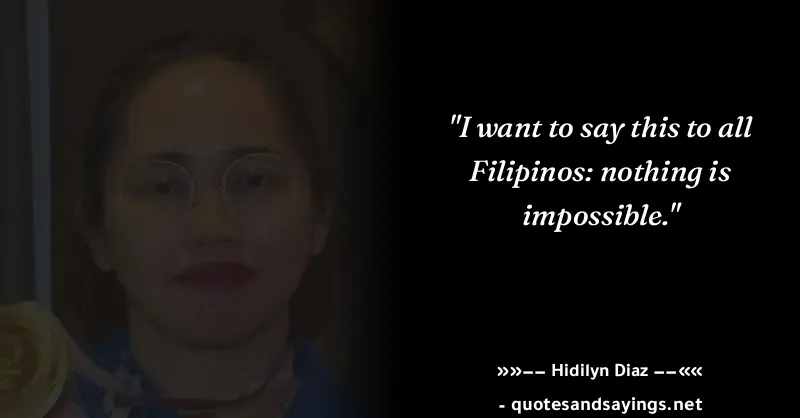 "I want to say this to all
Filipinos: nothing is
impossible."
»»−− Hidilyn Diaz −−««
- quotesandsayings.net